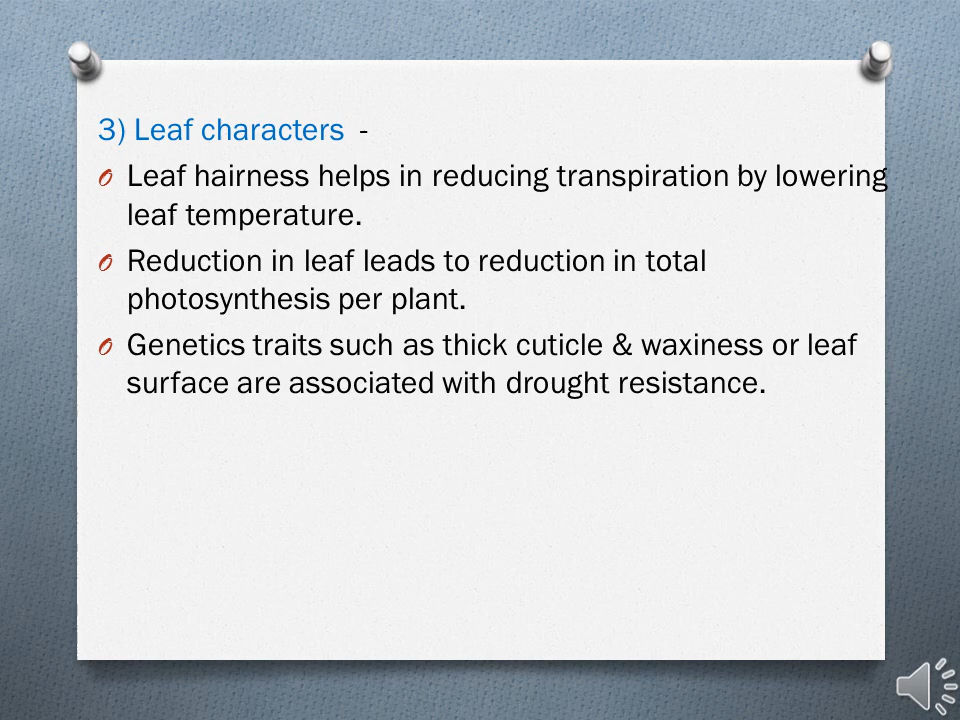 3) Leaf characters -
Leaf hairness helps in reducing transpiration by lowering
leaf temperature.
Reduction in leaf leads to reduction in total
photosynthesis per plant.
Genetics traits such as thick cuticle & waxiness or leaf
surface are associated with drought resistance.